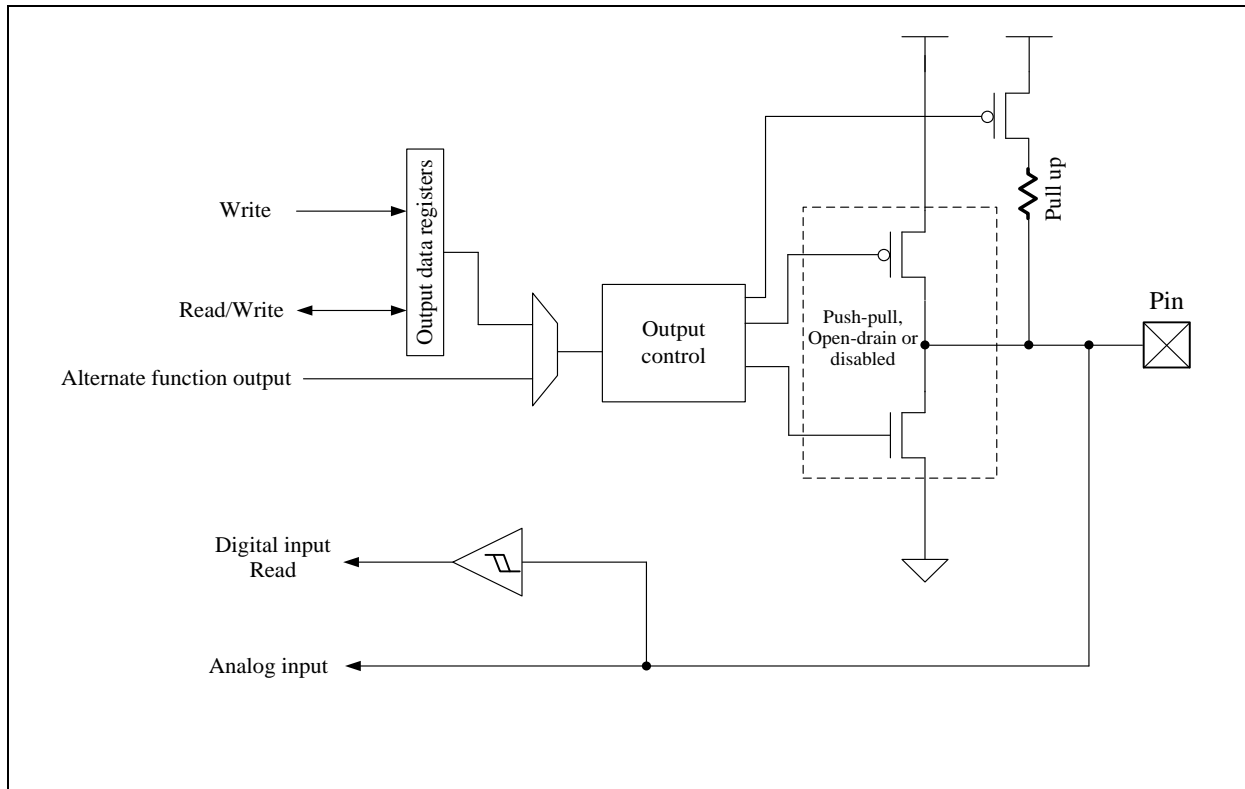 Write
Read/Write
Alternate function output
Output data registers
Output
control
Push-pull,
Open-drain or
disabled
Pull up
Pin
Digital input
Read
Analog input